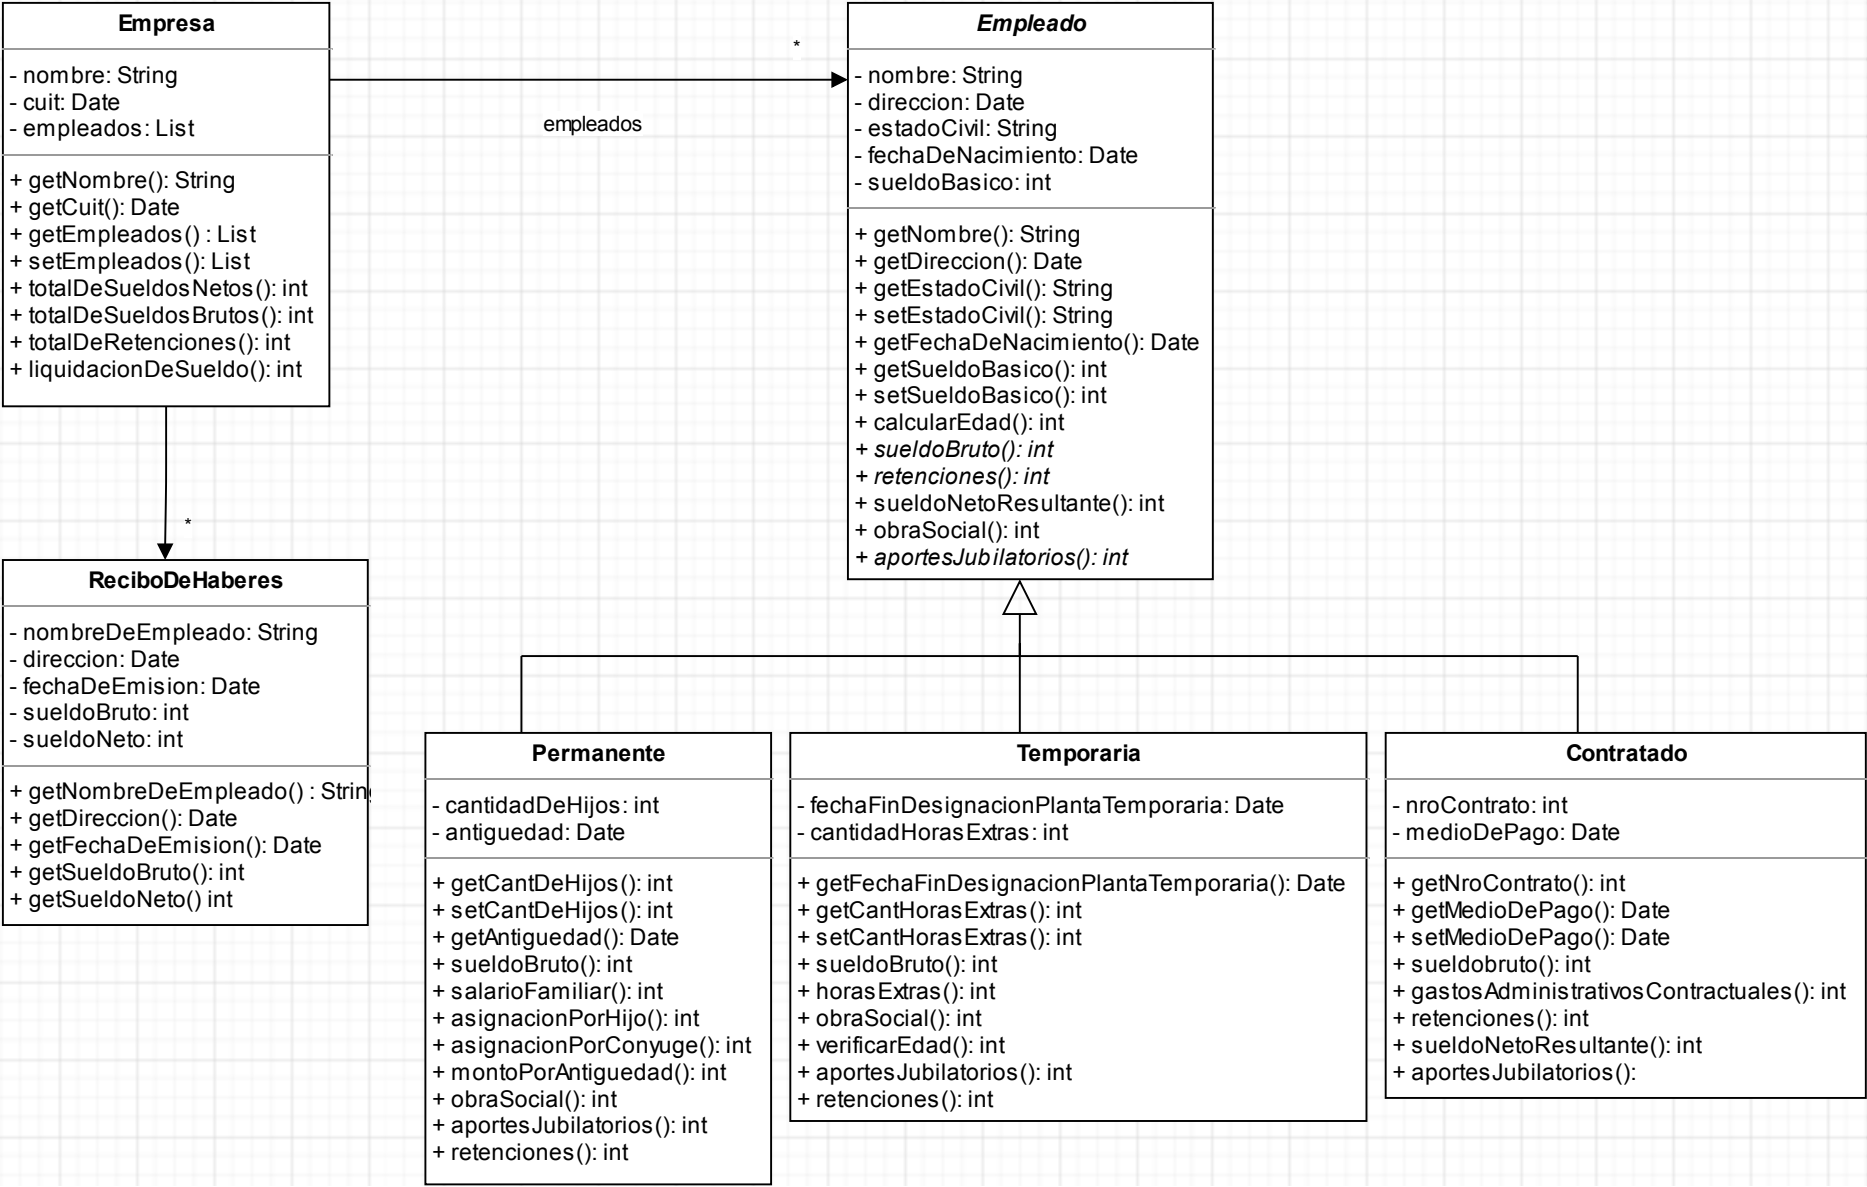 Empresa
- nombre: String
- cuit: Date
- empleados: List
+ getNombre(): String
+ getCuit(): Date
+ getEmpleados() : List
+ setEmpleados(): List
+ totalDeSueldosNetos(): int
+ totalDeSueldosBrutos(): int
+ totalDeRetenciones(): int
+ liquidacionDeSueldo(): int
*
empleados
Empleado
- nombre: String
- direccion: Date
- estadoCivil: String
- fechaDeNacimiento: Date
- sueldoBasico: int
+ getNombre(): String
+ getDireccion(): Date
+ getEstadoCivil(): String
+ setEstadoCivil(): String
+ getFechaDeNacimiento(): Date
+ getSueldoBasico(): int
+ setSueldoBasico(): int
+ calcularEdad(): int
+ sueldoBruto(): int
+ retenciones(): int
+ sueldoNetoResultante(): int
+ obraSocial(): int
+ aportesJubilatorios(): int
*
ReciboDeHaberes
- nombreDeEmpleado: String
- direccion: Date
- fechaDeEmision: Date
- sueldoBruto: int
- sueldoNeto: int
+ getNombreDeEmpleado() : String
+ getDireccion(): Date
+ getFechaDeEmision(): Date
+ getSueldoBruto(): int
+ getSueldoNeto() int
Permanente
- cantidadDeHijos: int
- antiguedad: Date
+ getCantDeHijos(): int
+ setCantDeHijos(): int
+ getAntiguedad(): Date
+ sueldoBruto(): int
+ salarioFamiliar(): int
+ asignacionPorHijo(): int
+ asignacionPorConyuge(): int
+ montoPorAntiguedad(): int
+ obraSocial(): int
+ aportesJubilatorios(): int
+ retenciones(): int
Temporaria
- fechaFinDesignacionPlantaTemporaria: Date
- cantidadHorasExtras: int
+ getFechaFinDesignacionPlantaTemporaria(): Date
+ getCantHorasExtras(): int
+ setCantHorasExtras(): int
+ sueldoBruto(): int
+ horasExtras(): int
+ obraSocial(): int
+ verificarEdad(): int
+ aportesJubilatorios(): int
+ retenciones(): int
Contratado
- nroContrato: int
- medioDePago: Date
+ getNroContrato(): int
+ getMedioDePago(): Date
+ setMedioDePago(): Date
+ sueldobruto(): int
+ gastosAdministrativosContractuales(): int
+ retenciones(): int
+ sueldoNetoResultante(): int
+ aportesJubilatorios():